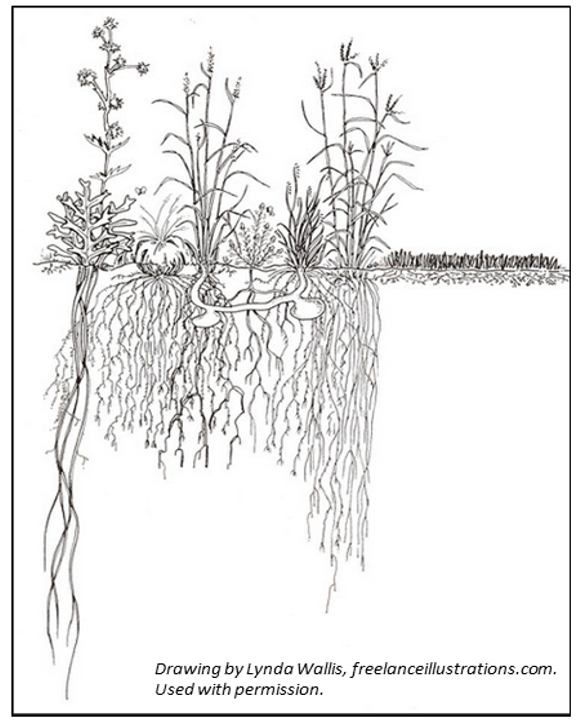 Drawing by Lynda Wallis, freelanceillustrations.com.
Used with permission.